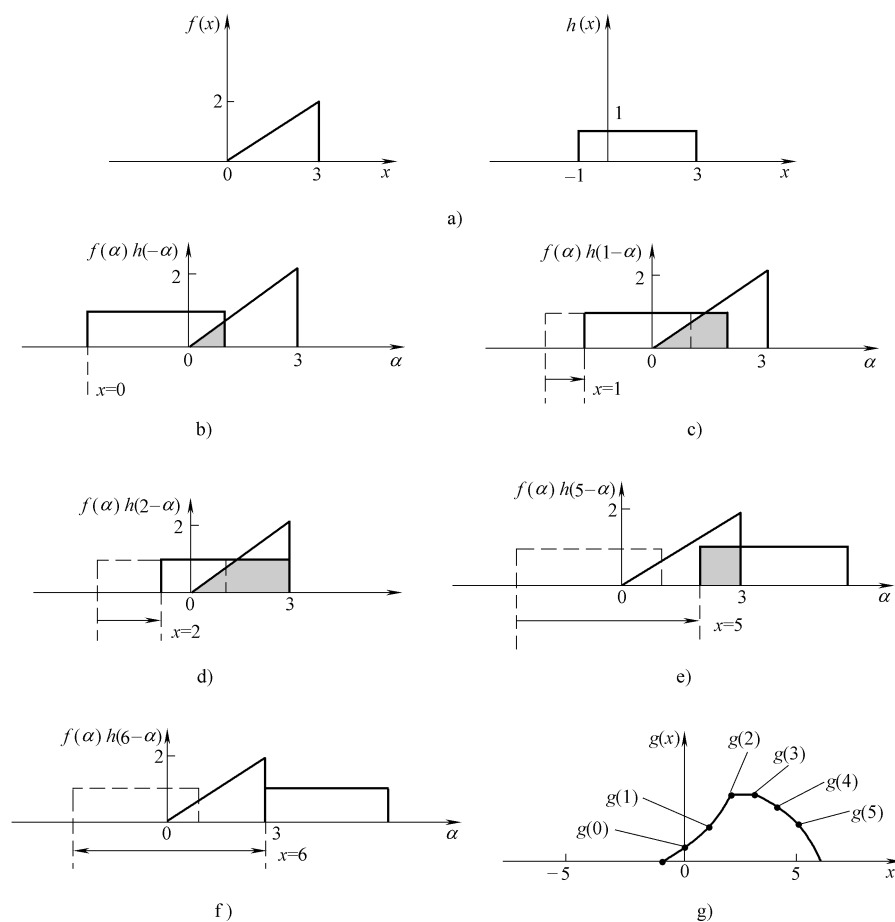 f(x)
h(x)
2
1
0
3
x
−1
3
x
a)
f(α) h(−α)
2
0
3
α
x=0
b)
f(α) h(1−α)
2
0
3
α
x=1
c)
f(α) h(2−α)
2
0
3
x=2
d)
f(α) h(5−α)
2
0
3
α
x=5
e)
f(α) h(6−α)
2
0
3
α
x=6
f)
g(x)
g(2)
g(3)
g(1)
g(4)
g(0)
g(5)
−5
0
5
x
g)